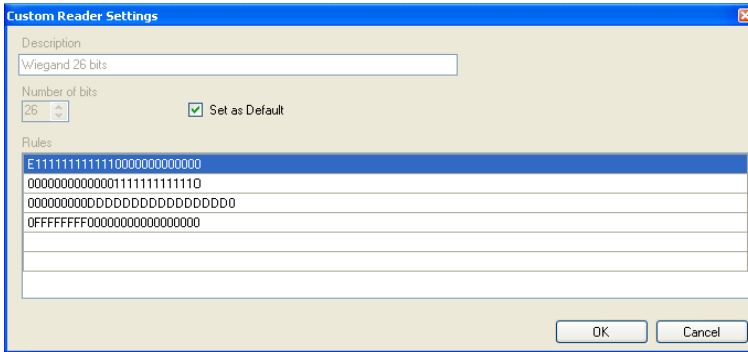 Custom Reader Settings
Description
Wiegand 26 bits
Number of bits
26
Set as Default
Rules
E1111111111110000000000000
0000000000000111111111111O
000000000DDDDDDDDDDDDDDDD0
0FFFFFFFF00000000000000000
OK
Cancel